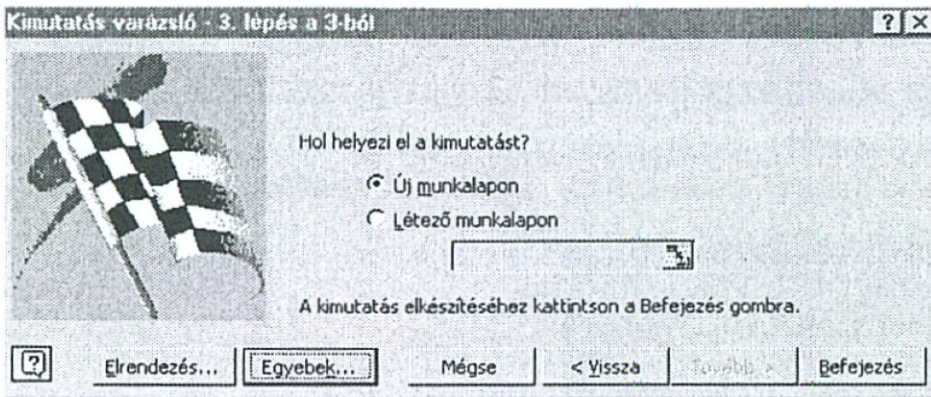 Kimutatás varázsló - 3. lépés a 3-ból
Hol helyezi el a kimutatást?
Új munkalapon
Létező munkalapon
A kimutatás elkészítéséhez kattintson a Befejezés gombra.
Elrendezés... Egyebek... Mégse < Vissza Tovább > Befejezés